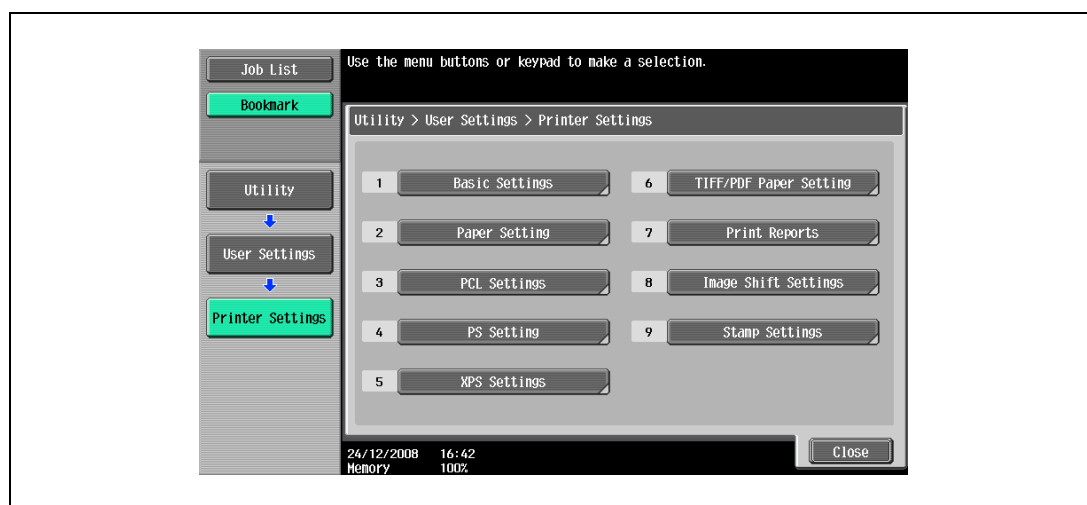 Job List
Bookmark
Utility
User Settings
Printer Settings
Use the menu buttons or keypad to make a selection.
Utility > User Settings > Printer Settings
1 Basic Settings
2 Paper Setting
3 PCL Settings
4 PS Setting
5 XPS Settings
6 TIFF/PDF Paper Setting
7 Print Reports
8 Image Shift Settings
9 Stamp Settings
24/12/2008 16:42
Memory 100%
Close